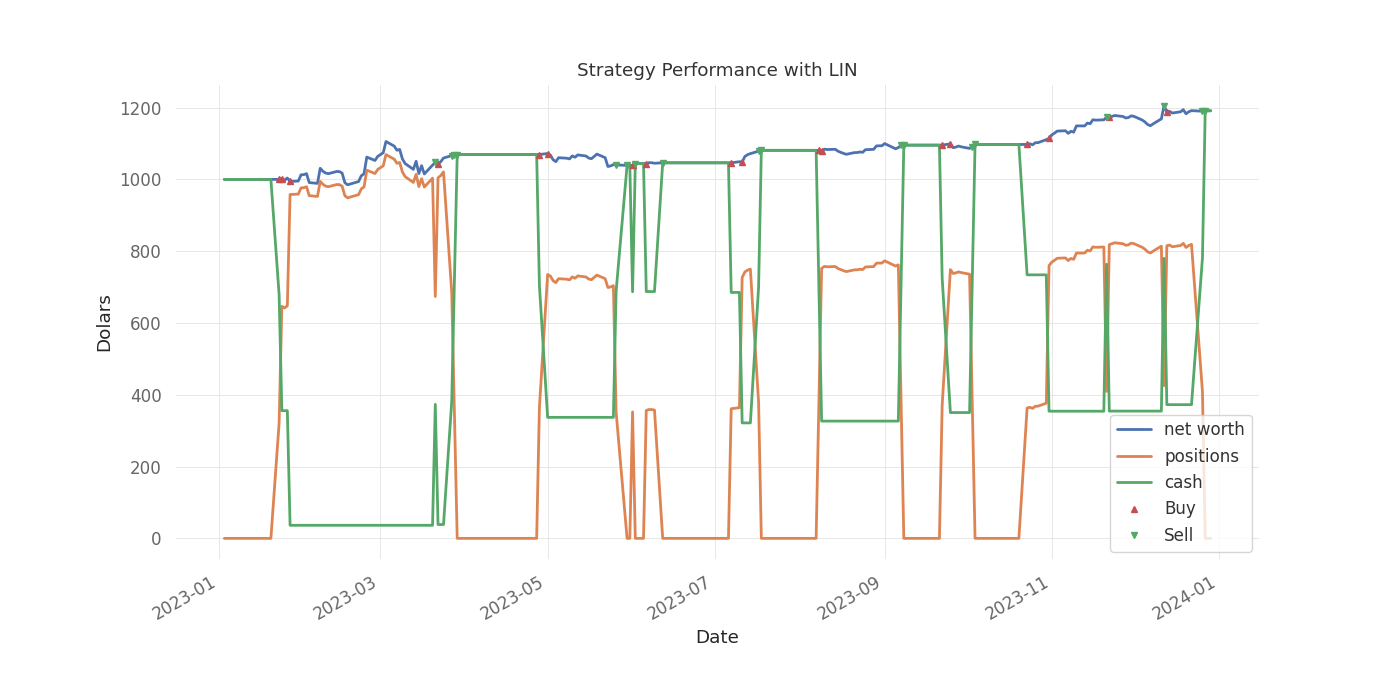 Strategy Performance with LIN
1200
1000
800
600
400
200
0
Dolars
2023-01
2023-03
2023-05
2023-07
2023-09
2023-11
2024-01
Date
net worth
positions
cash
Buy
Sell